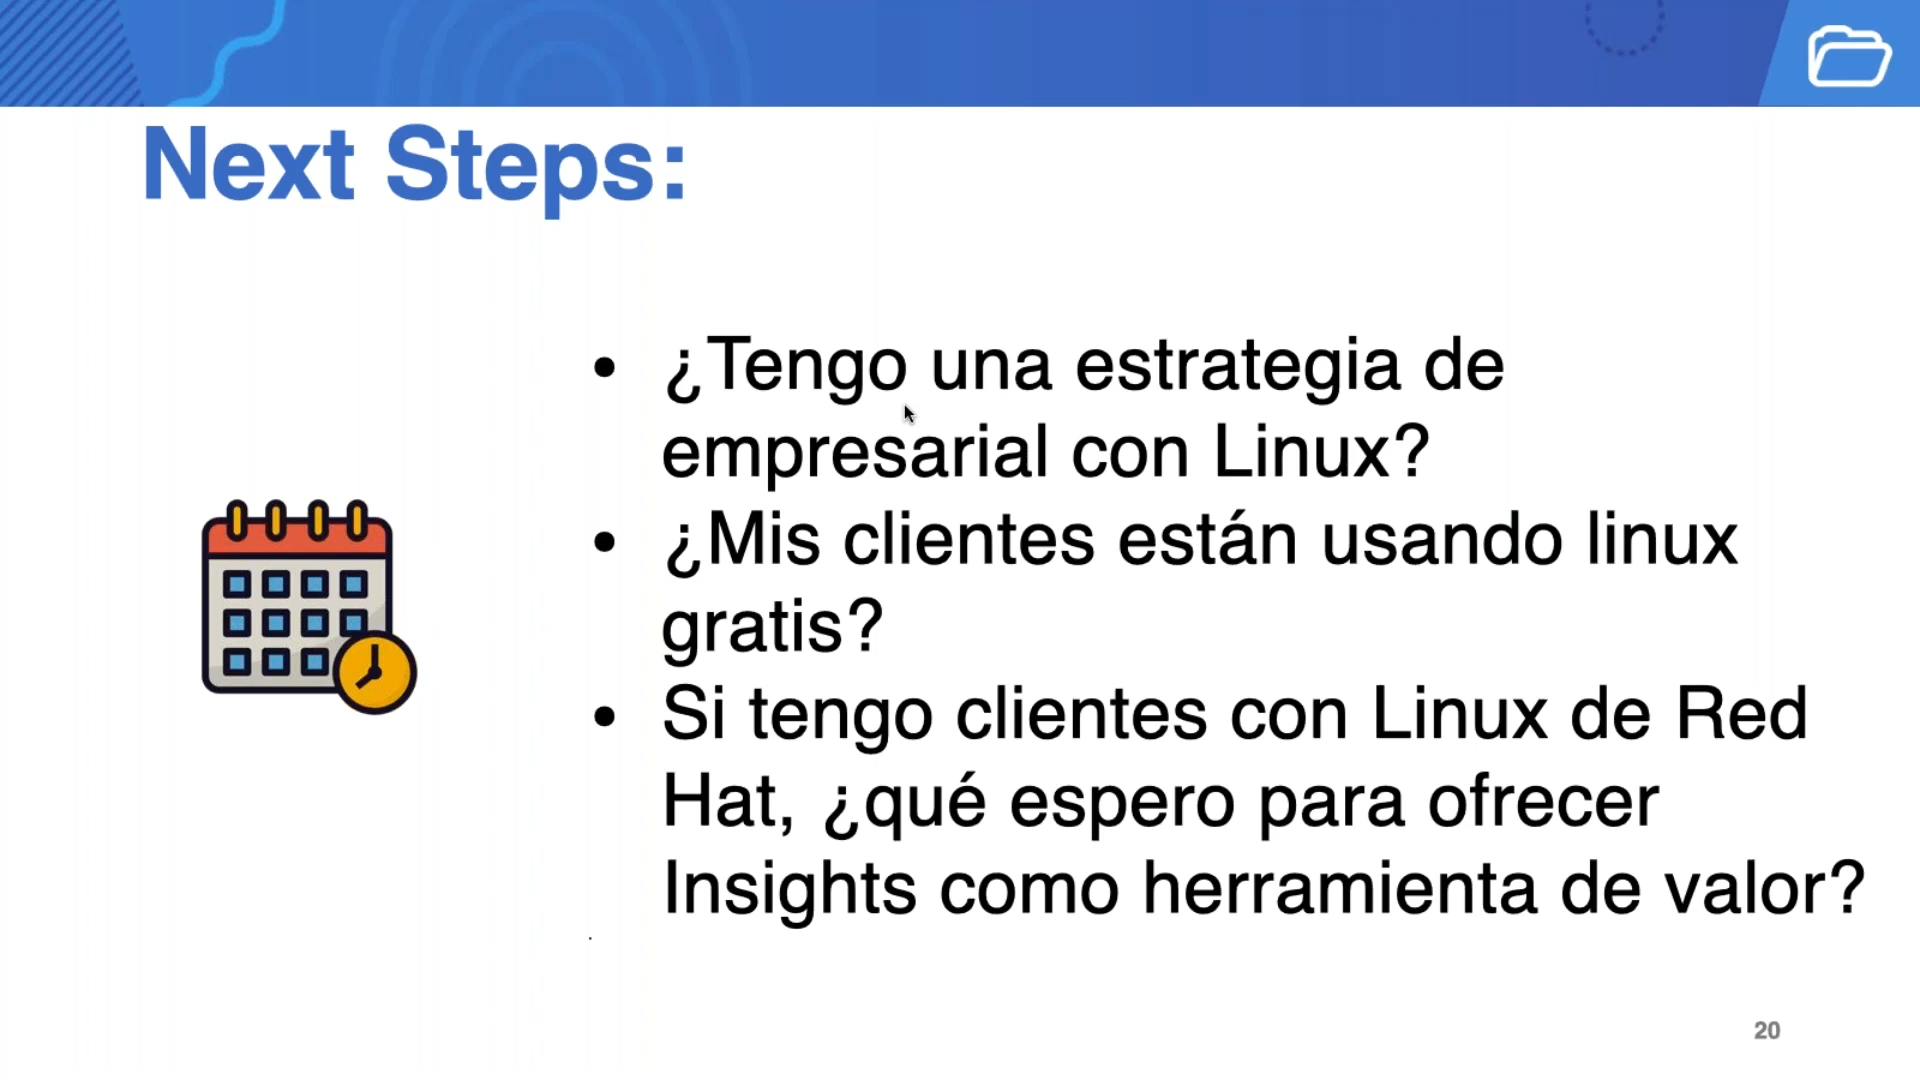 Next Steps:
• ¿Tengo una estrategia de
empresarial con Linux?
• ¿Mis clientes están usando linux
gratis?
• Si tengo clientes con Linux de Red
Hat, ¿qué espero para ofrecer
Insights como herramienta de valor?
.
20